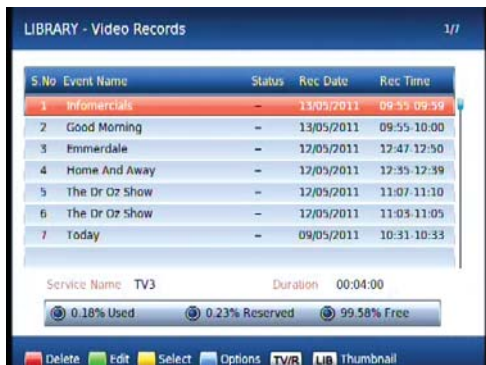 LIBRARY - Video Records 1/7
S.No Event Name Status Rec Date Rec Time
1 Infomercials – 13/05/2011 09:55-09:59
2 Good Morning – 13/05/2011 09:55-10:00
3 Emmerdale – 12/05/2011 12:47-12:50
4 Home And Away – 12/05/2011 12:35-12:39
5 The Dr Oz Show – 12/05/2011 11:07-11:10
6 The Dr Oz Show – 12/05/2011 11:03-11:05
7 Today – 09/05/2011 10:31-10:33
Service Name TV3 Duration 00:04:00
0.18% Used 0.23% Reserved 99.58% Free
Delete Edit Select Options TV/R LIB Thumbnail